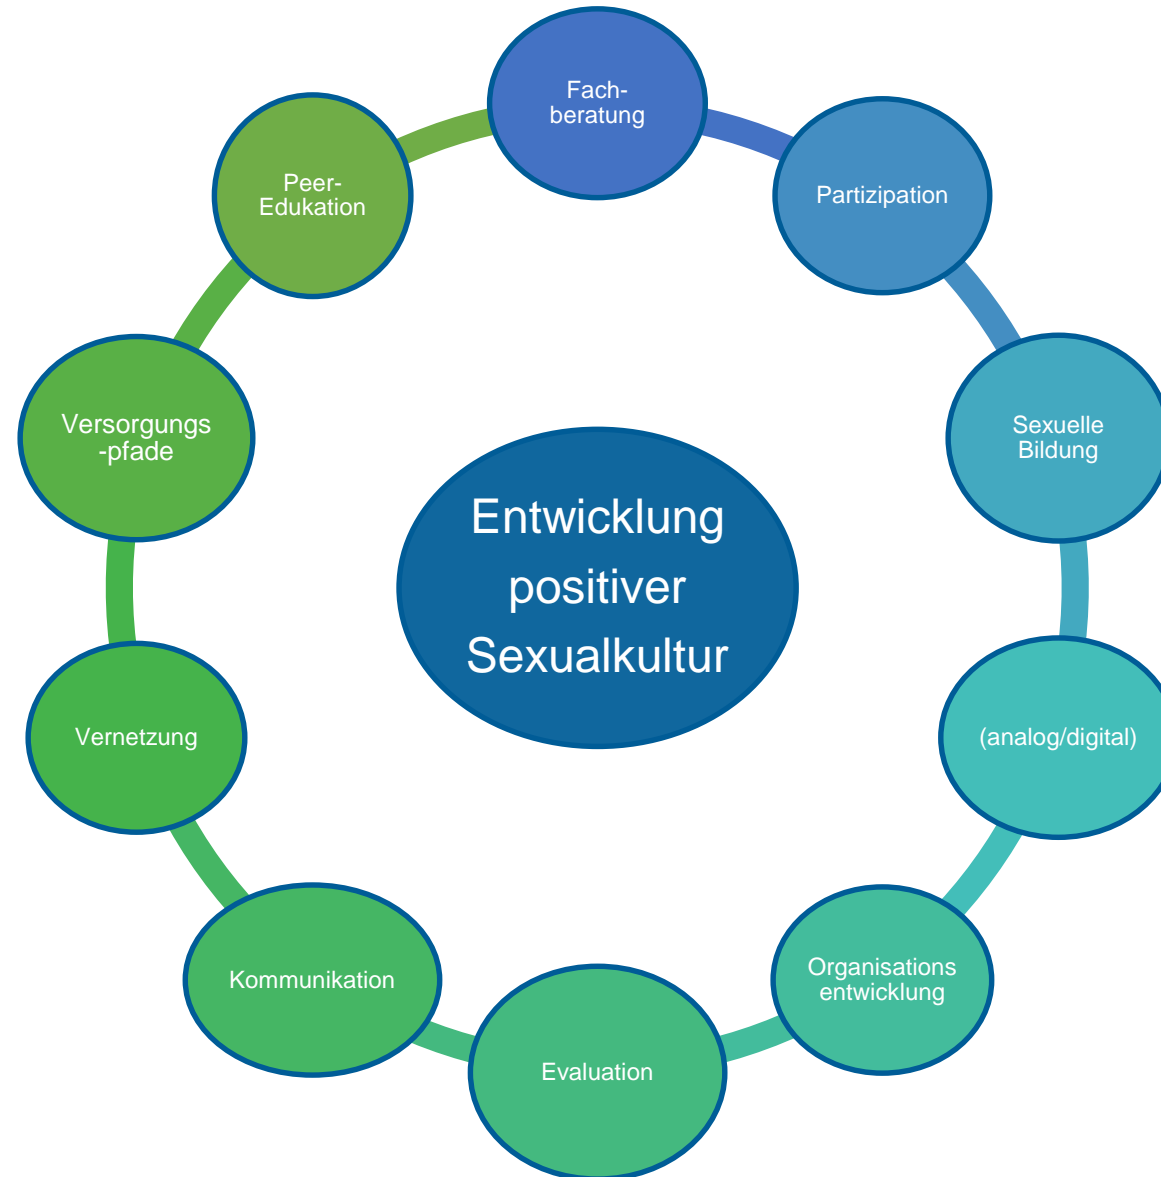 Fach-
beratung
Partizipation
Sexuelle
Bildung
(analog/digital)
Organisations
entwicklung
Evaluation
Kommunikation
Vernetzung
Versorgungs
-pfade
Peer-
Edukation
Entwicklung
positiver
Sexualkultur